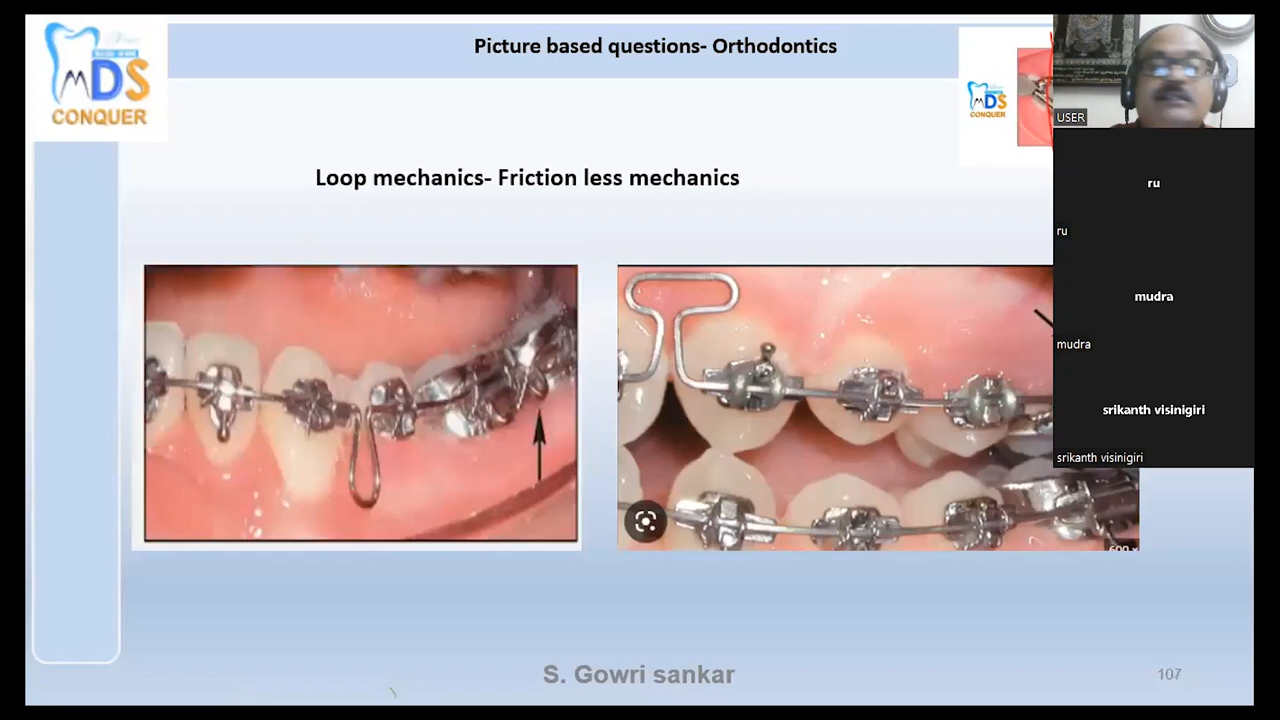 Picture based questions- Orthodontics
MDS
CONQUER
MDS
CONQUER
USER
Loop mechanics- Friction less mechanics
ru
ru
mudra
mudra
srikanth visinigiri
srikanth visinigiri
S. Gowri sankar
107